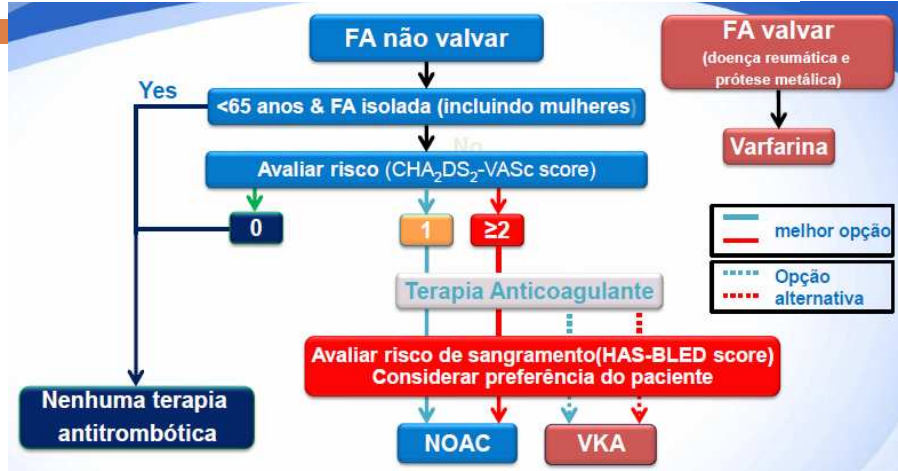 FA não valvar
FA valvar
(doença reumática e
prótese metálica)
Yes
<65 anos & FA isolada (incluindo mulheres)
No
Varfarina
Avaliar risco (CHA2DS2-VASc score)
0
1
≥2
melhor opção
Opção
alternativa
Terapia Anticoagulante
Avaliar risco de sangramento(HAS-BLED score)
Considerar preferência do paciente
Nenhuma terapia
antitrombótica
NOAC
VKA